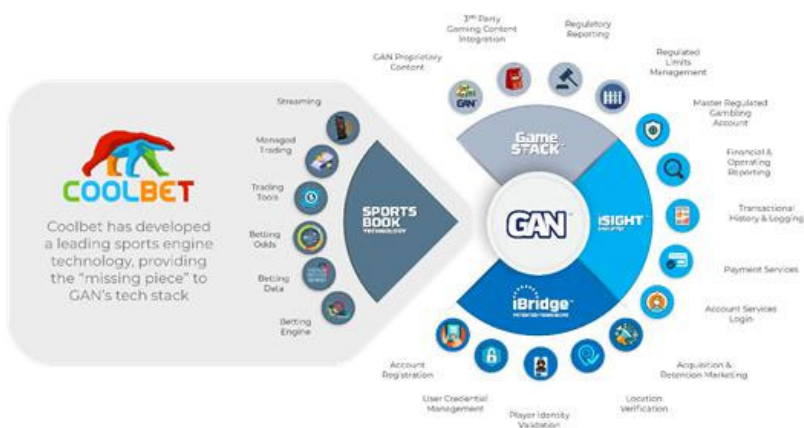 COOLBET
Coolbet has developed
a leading sports engine
technology, providing
the "missing piece" to
GAN's tech stack
Streaming
Managed
Trading
Trading
Tools
Betting
Odds
Betting
Data
Betting
Engine
SPORTS
BOOK
TECHNOLOGY
GAN Proprietary
Content
3rd Party
Gaming Content
Integration
Regulatory
Reporting
Regulated
Limits
Management
Master Regulated
Gambling
Account
Financial &
Operating
Reporting
Transactional
History & Logging
Payment Services
Account Services
Login
Acquisition &
Retention Marketing
Location
Verification
Player Identity
Validation
User Credential
Management
Account
Registration
GAN
Game
STACK™
GAN™
iSIGHT
iBridge™